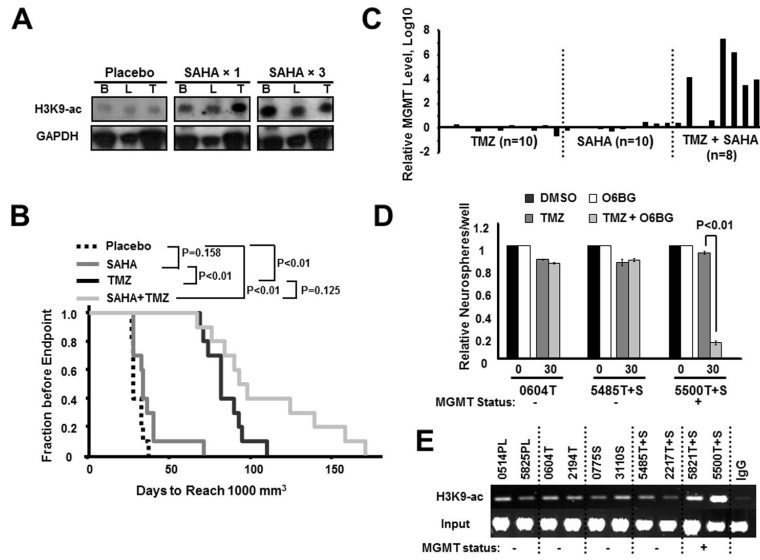 A
Placebo SAHA × 1 SAHA × 3
B L T B L T B L T
H3K9-ac
GAPDH
B
Placebo
SAHA
TMZ
SAHA+TMZ
P=0.158
P<0.01
P<0.01
P<0.01
P=0.125
Fraction before Endpoint
1.0
0.8
0.6
0.4
0.2
0.0
0 50 100 150
Days to Reach 1000 mm3
C
Relative MGMT Level, Log10
10
8
6
4
2
0
-2
TMZ (n=10) SAHA (n=10) TMZ + SAHA
(n=8)
D
DMSO O6BG
TMZ TMZ + O6BG
P<0.01
Relative Neurospheres/well
1.2
1
0.8
0.6
0.4
0.2
0
0 30 0 30 0 30
0604T 5485T+S 5500T+S
MGMT Status: - - +
E
0514PL 5825PL 0604T 2194T 0775S 3110S 5485T+S 2217T+S 5821T+S 5500T+S IgG
H3K9-ac
Input
MGMT status: - - - - +